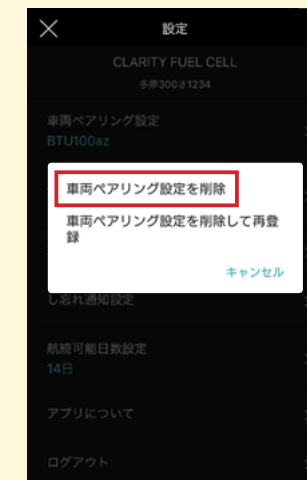 設定
CLARITY FUEL CELL
多摩300さ1234
車両ペアリング設定
BTU100az
車両ペアリング設定を削除
車両ペアリング設定を削除して再登
録
キャンセル
し忘れ通知設定
航続可能日数設定
14日
アプリについて
ログアウト